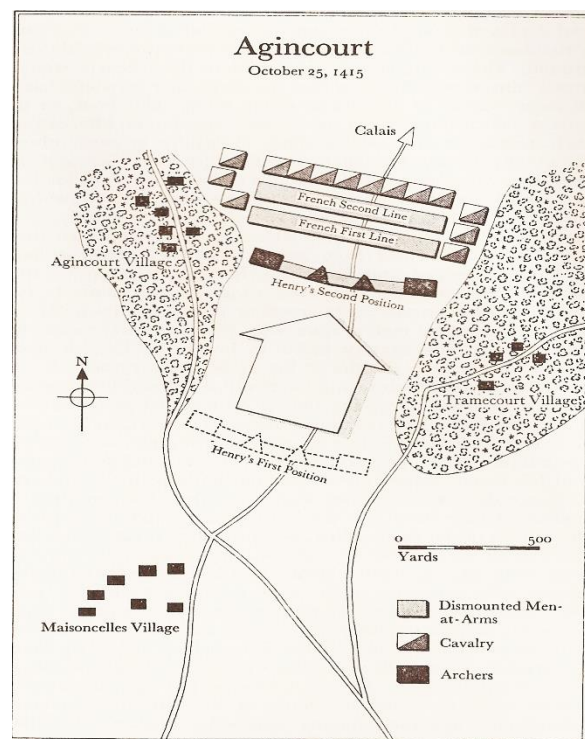 Agincourt
October 25, 1415
Calais
French Second Line
French First Line
Agincourt Village
Henry's Second Position
N
Tramecourt Village
Henry's First Position
0 500
Yards
Maisoncelles Village
Dismounted Men-
at-Arms
Cavalry
Archers